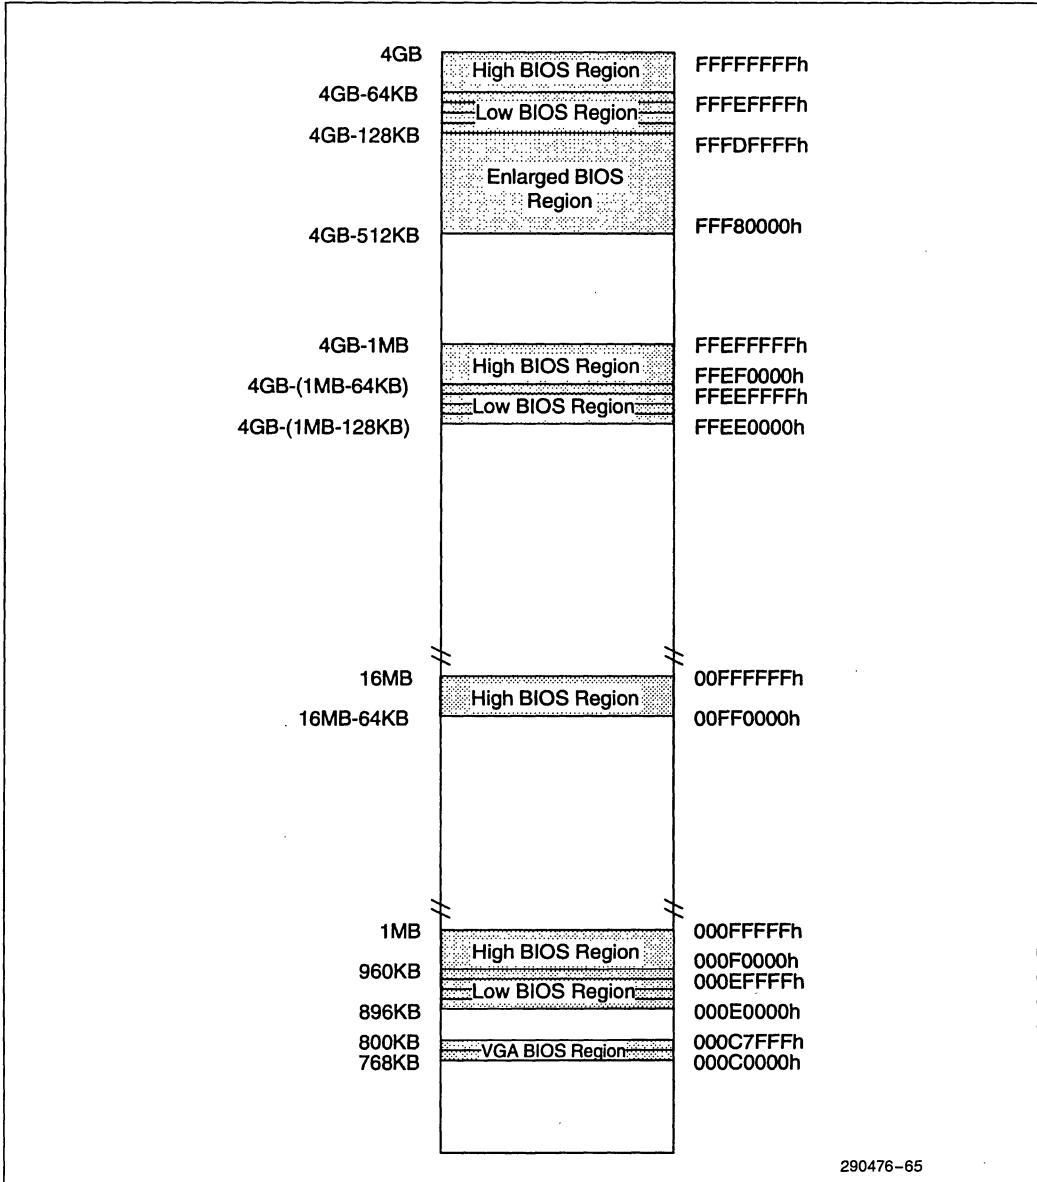 4GB High BIOS Region FFFFFFFFh
4GB-64KB Low BIOS Region FFFEFFFFh
4GB-128KB FFFDFFFFh
Enlarged BIOS
Region
4GB-512KB FFF80000h
4GB-1MB FFEFFFFFh
High BIOS Region FFEF0000h
4GB-(1MB-64KB) FFEEFFFFh
Low BIOS Region
4GB-(1MB-128KB) FFEE0000h
16MB 00FFFFFFh
High BIOS Region
16MB-64KB 00FF0000h
1MB 000FFFFFh
High BIOS Region 000F0000h
960KB 000EFFFFh
Low BIOS Region
896KB 000E0000h
800KB 000C7FFFh
VGA BIOS Region
768KB 000C0000h
290476-65